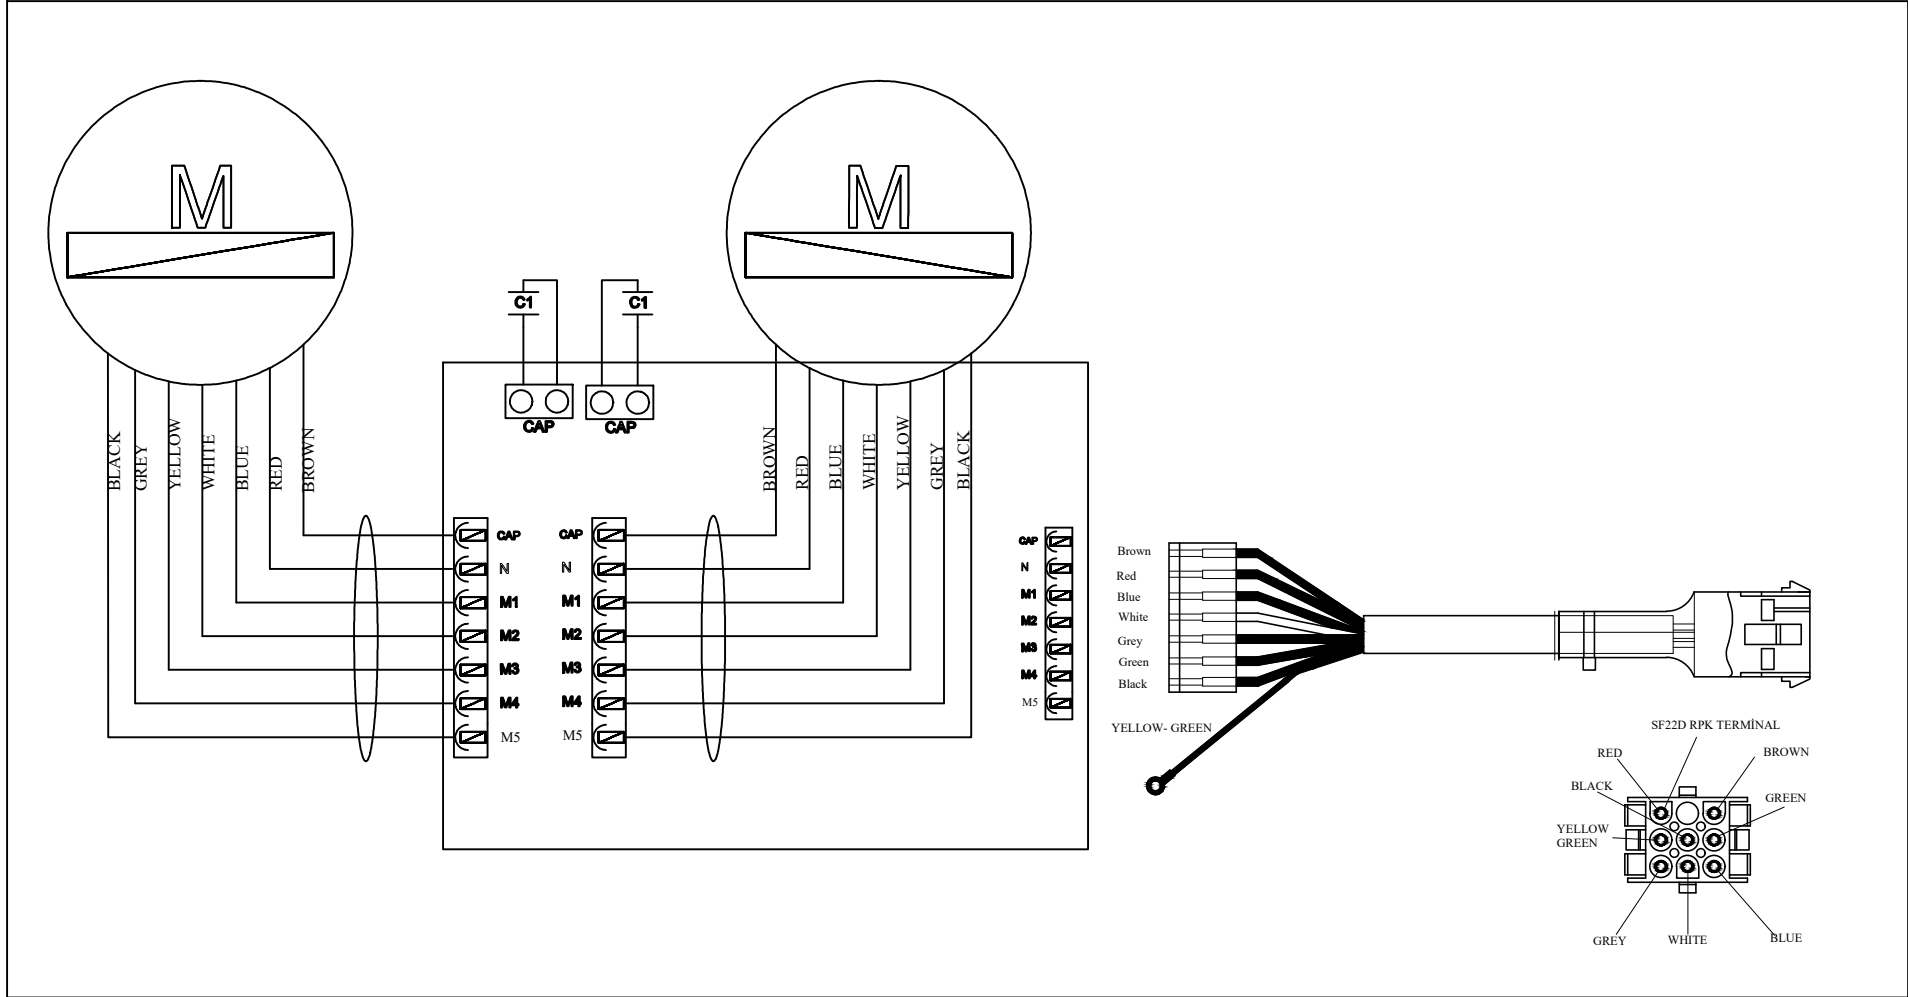 M
M
C1
C1
CAP
CAP
BLACK
GREY
YELLOW
WHITE
BLUE
RED
BROWN
BROWN
RED
BLUE
WHITE
YELLOW
GREY
BLACK
CAP
N
M1
M2
M3
M4
M5
CAP
N
M1
M2
M3
M4
M5
CAP
N
M1
M2
M3
M4
M5
Brown
Red
Blue
White
Grey
Green
Black
YELLOW- GREEN
SF22D RPK TERMİNAL
RED
BROWN
BLACK
GREEN
YELLOW
GREEN
GREY
WHITE
BLUE